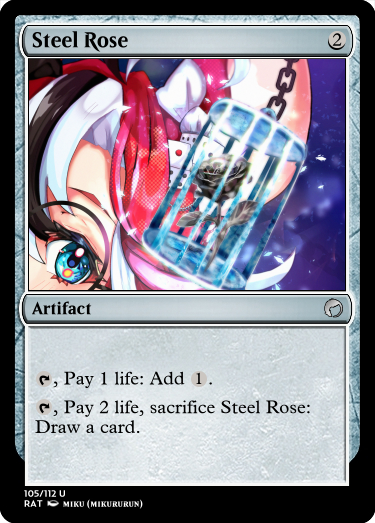 Steel Rose 2
Artifact
, Pay 1 life: Add 1.
, Pay 2 life, sacrifice Steel Rose:
Draw a card.
105/112 U
RAT MIKU (MIKURURUN)